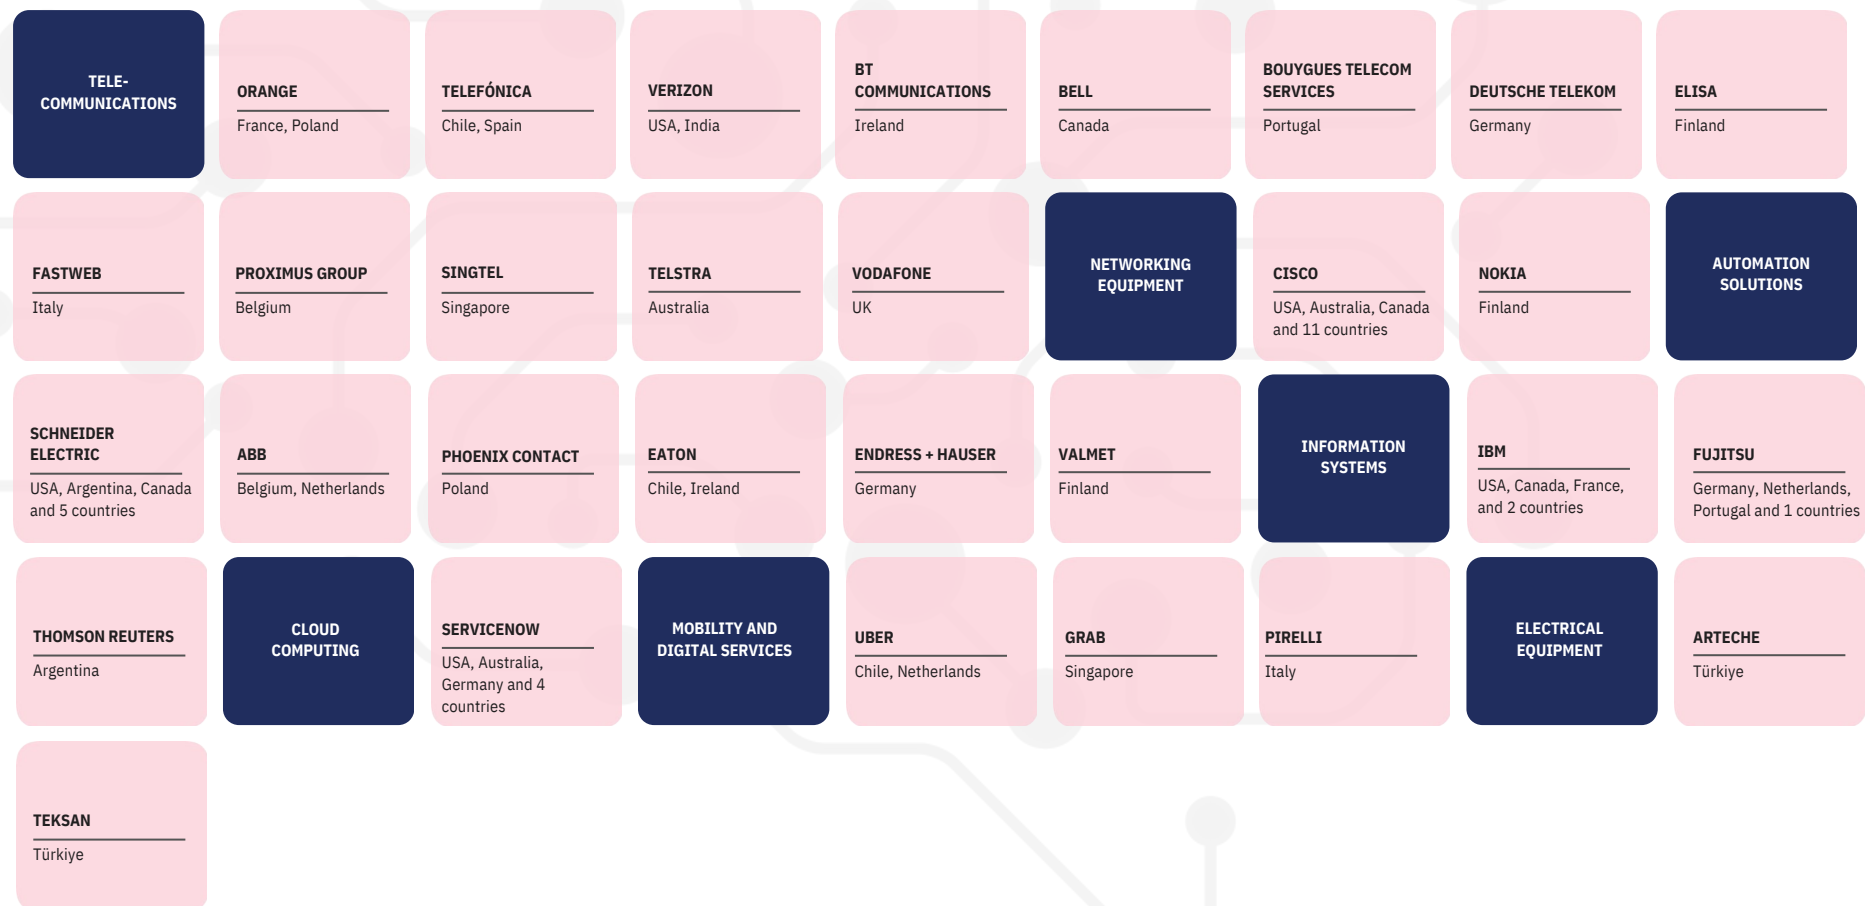 TELE-
COMMUNICATIONS
ORANGE
France, Poland
TELEFÓNICA
Chile, Spain
VERIZON
USA, India
BT
COMMUNICATIONS
Ireland
BELL
Canada
BOUYGUES TELECOM
SERVICES
Portugal
DEUTSCHE TELEKOM
Germany
ELISA
Finland
FASTWEB
Italy
PROXIMUS GROUP
Belgium
SINGTEL
Singapore
TELSTRA
Australia
VODAFONE
UK
NETWORKING
EQUIPMENT
CISCO
USA, Australia, Canada
and 11 countries
NOKIA
Finland
AUTOMATION
SOLUTIONS
SCHNEIDER
ELECTRIC
USA, Argentina, Canada
and 5 countries
ABB
Belgium, Netherlands
PHOENIX CONTACT
Poland
EATON
Chile, Ireland
ENDRESS + HAUSER
Germany
VALMET
Finland
INFORMATION
SYSTEMS
IBM
USA, Canada, France,
and 2 countries
FUJITSU
Germany, Netherlands,
Portugal and 1 countries
THOMSON REUTERS
Argentina
CLOUD
COMPUTING
SERVICENOW
USA, Australia,
Germany and 4
countries
MOBILITY AND
DIGITAL SERVICES
UBER
Chile, Netherlands
GRAB
Singapore
PIRELLI
Italy
ELECTRICAL
EQUIPMENT
ARTECHE
Türkiye
TEKSAN
Türkiye